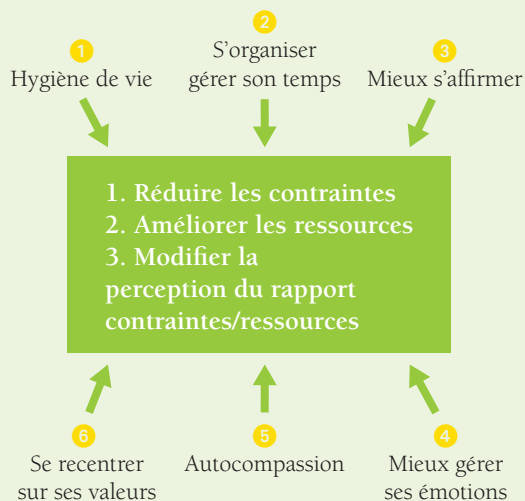 1
Hygiène de vie
2
S’organiser
gérer son temps
3
Mieux s’affirmer
1. Réduire les contraintes
2. Améliorer les ressources
3. Modifier la
perception du rapport
contraintes/ressources
6
Se recentrer
sur ses valeurs
5
Autocompassion
4
Mieux gérer
ses émotions